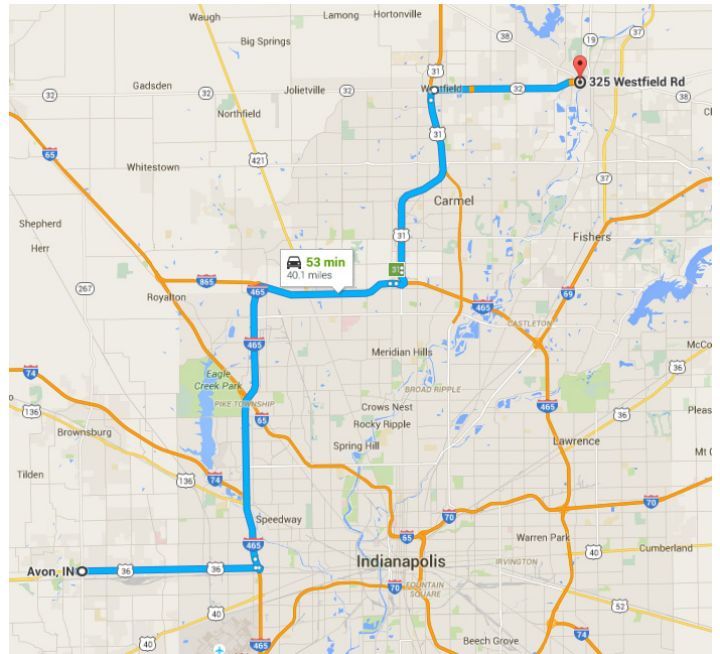 Waugh
Lamong
Hortonville
38
19
37
Big Springs
31
Gadsden
Jolietville
Westfield
325 Westfield Rd
32
32
32
38
Northfield
31
65
421
Whitestown
Carmel
37
Shepherd
Fishers
Herr
31
53 min
40.1 miles
31
267
865
465
465
69
Royalton
CASTLETON
465
Meridian Hills
74
Eagle
Creek Park
BROAD RIPPLE
136
PIKE TOWNSHIP
Crows Nest
465
36
65
Rocky Ripple
Brownsburg
Spring Hill
Lawrence
Tilden
74
136
70
70
Speedway
65
Warren Park
465
40
Cumberland
Avon, IN
36
36
Indianapolis
IRVINGTON
FOUNTAIN
SQUARE
70
52
36
40
40
74
Beech Grove